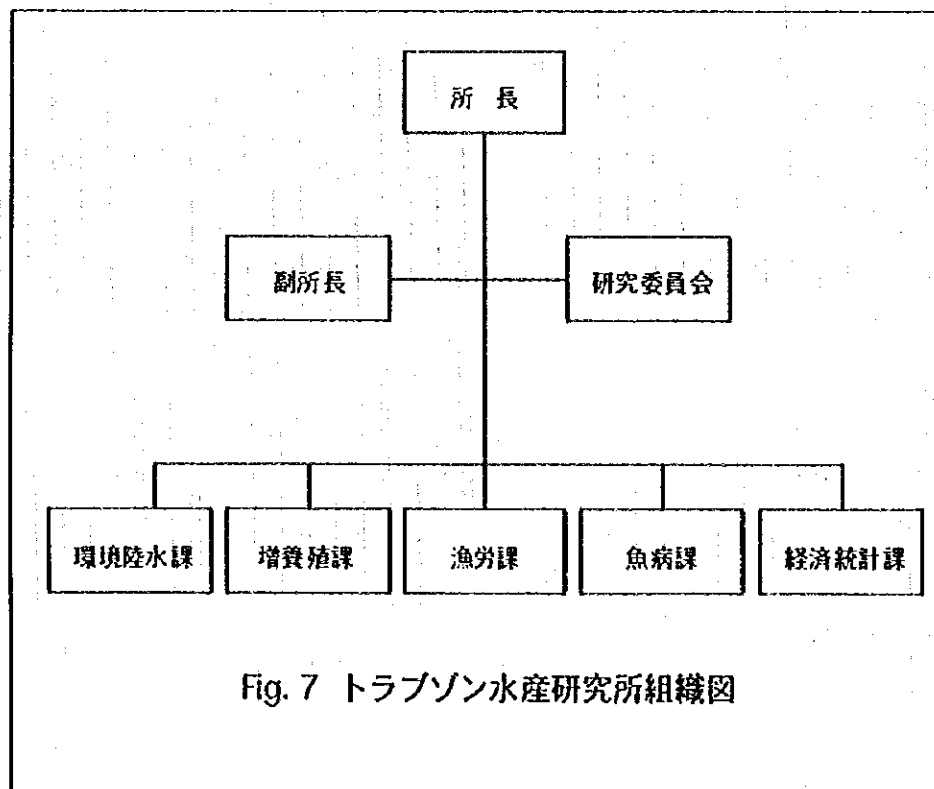 所 長
副所長
研究委員会
環境陸水課
増養殖課
漁労課
魚病課
経済統計課
Fig. 7 トラブゾン水産研究所組織図